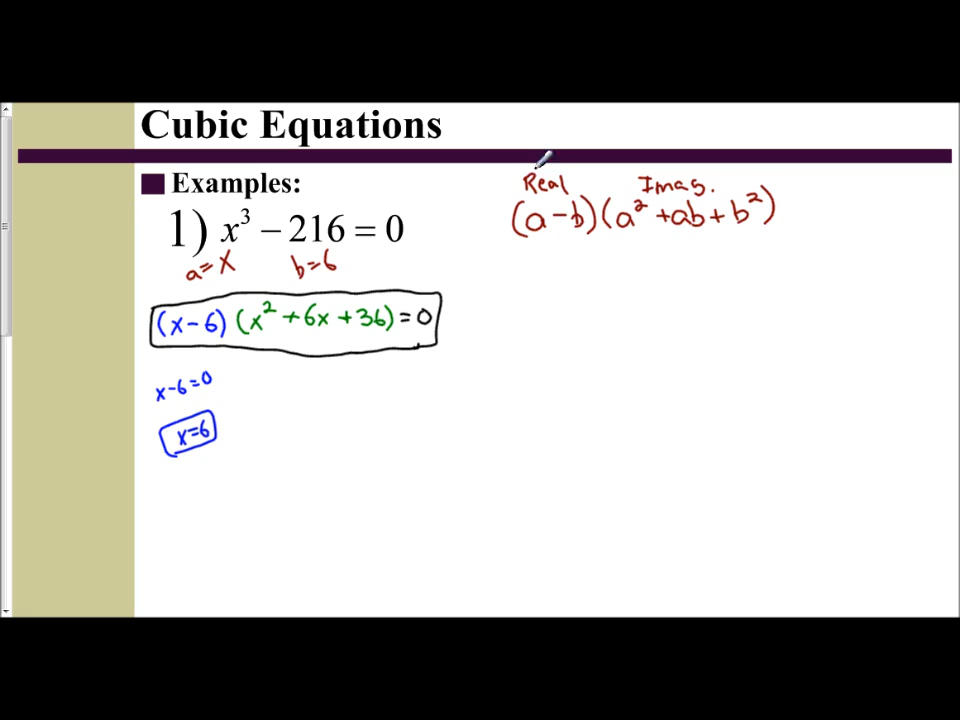 Cubic Equations
Examples:
1) x³ − 216 = 0
a=x b=6
(x-6) (x² + 6x + 36) = 0
x-6=0
x=6
Real Imag.
(a-b)(a² + ab + b²)